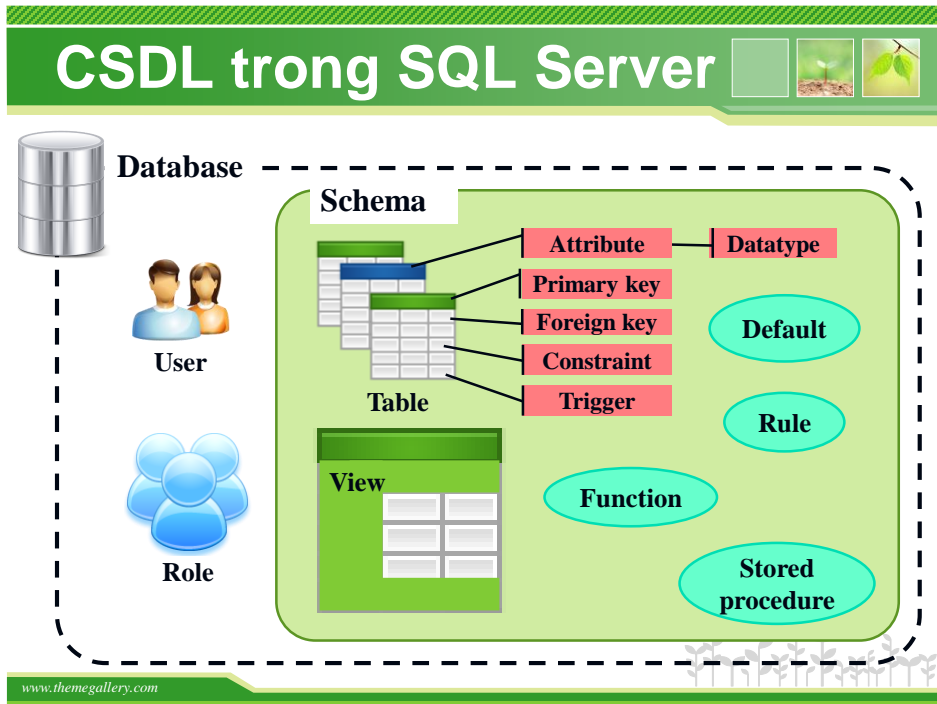 CSDL trong SQL Server
Database
Schema
Attribute
Datatype
Primary key
Foreign key
Constraint
Trigger
Table
User
Default
Rule
View
Function
Role
Stored
procedure
www.themegallery.com